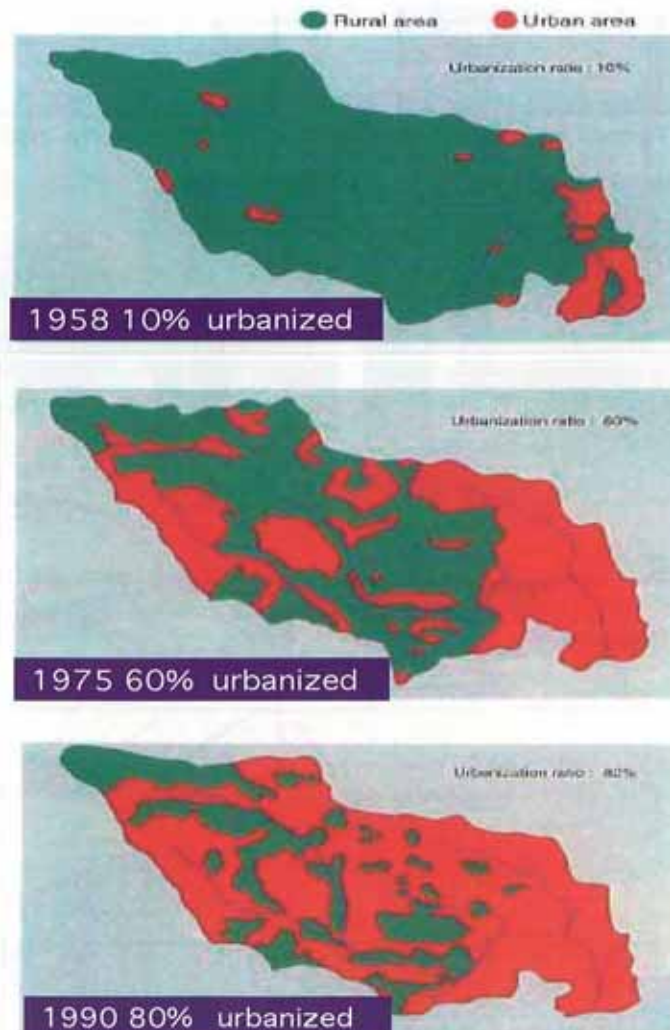 Rural area Urban area
Urbanization ratio : 10%
1958 10% urbanized
Urbanization ratio : 60%
1975 60% urbanized
Urbanization ratio : 82%
1990 80% urbanized